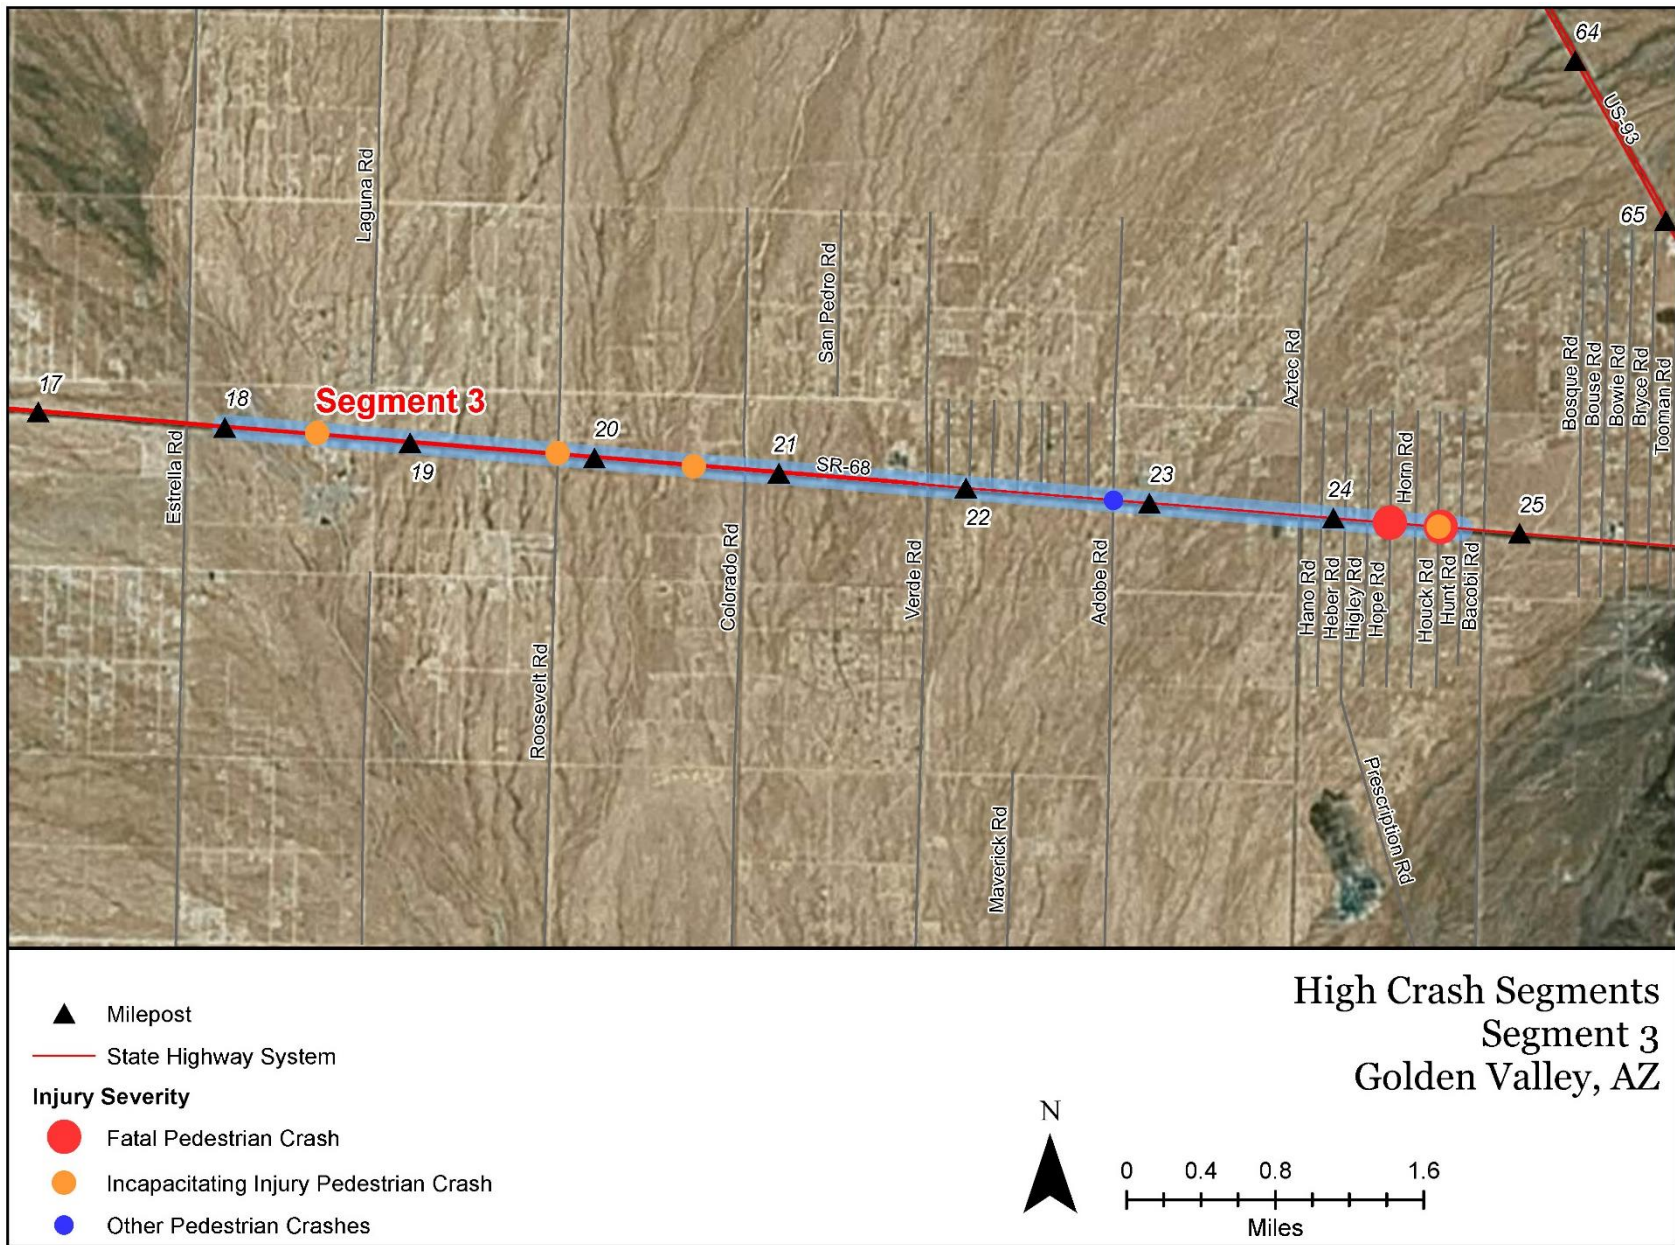 64
US-93
65
Laguna Rd
San Pedro Rd
Aztec Rd
Bosque Rd
Bouse Rd
Bowie Rd
Bryce Rd
Tooman Rd
17
18
Segment 3
19
20
21
SR-68
22
23
24
Horn Rd
25
Estrella Rd
Roosevelt Rd
Colorado Rd
Verde Rd
Adobe Rd
Hano Rd
Heber Rd
Higley Rd
Hope Rd
Houck Rd
Hunt Rd
Bacobi Rd
Maverick Rd
Prescription Rd
Milepost
State Highway System
Injury Severity
Fatal Pedestrian Crash
Incapacitating Injury Pedestrian Crash
Other Pedestrian Crashes
High Crash Segments
Segment 3
Golden Valley, AZ
N
0 0.4 0.8 1.6
Miles